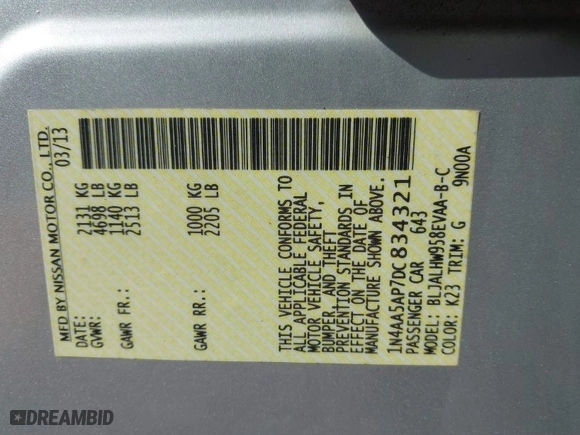 MFD BY NISSAN MOTOR CO., LTD.
DATE: 03/13
GVWR: 2131 KG
4698 LB
GAWR FR: 1140 KG
2513 LB
GAWR RR: 1000 KG
2205 LB
THIS VEHICLE CONFORMS TO
ALL APPLICABLE FEDERAL
MOTOR VEHICLE SAFETY,
BUMPER, AND THEFT
PREVENTION STANDARDS IN
EFFECT ON THE DATE OF
MANUFACTURE SHOWN ABOVE.
1N4AA5AP7DC834321
PASSENGER CAR 643
MODEL: BLJALHW958EVAA-B-C
COLOR: K23 TRIM: G 9N00A
DREAMBID